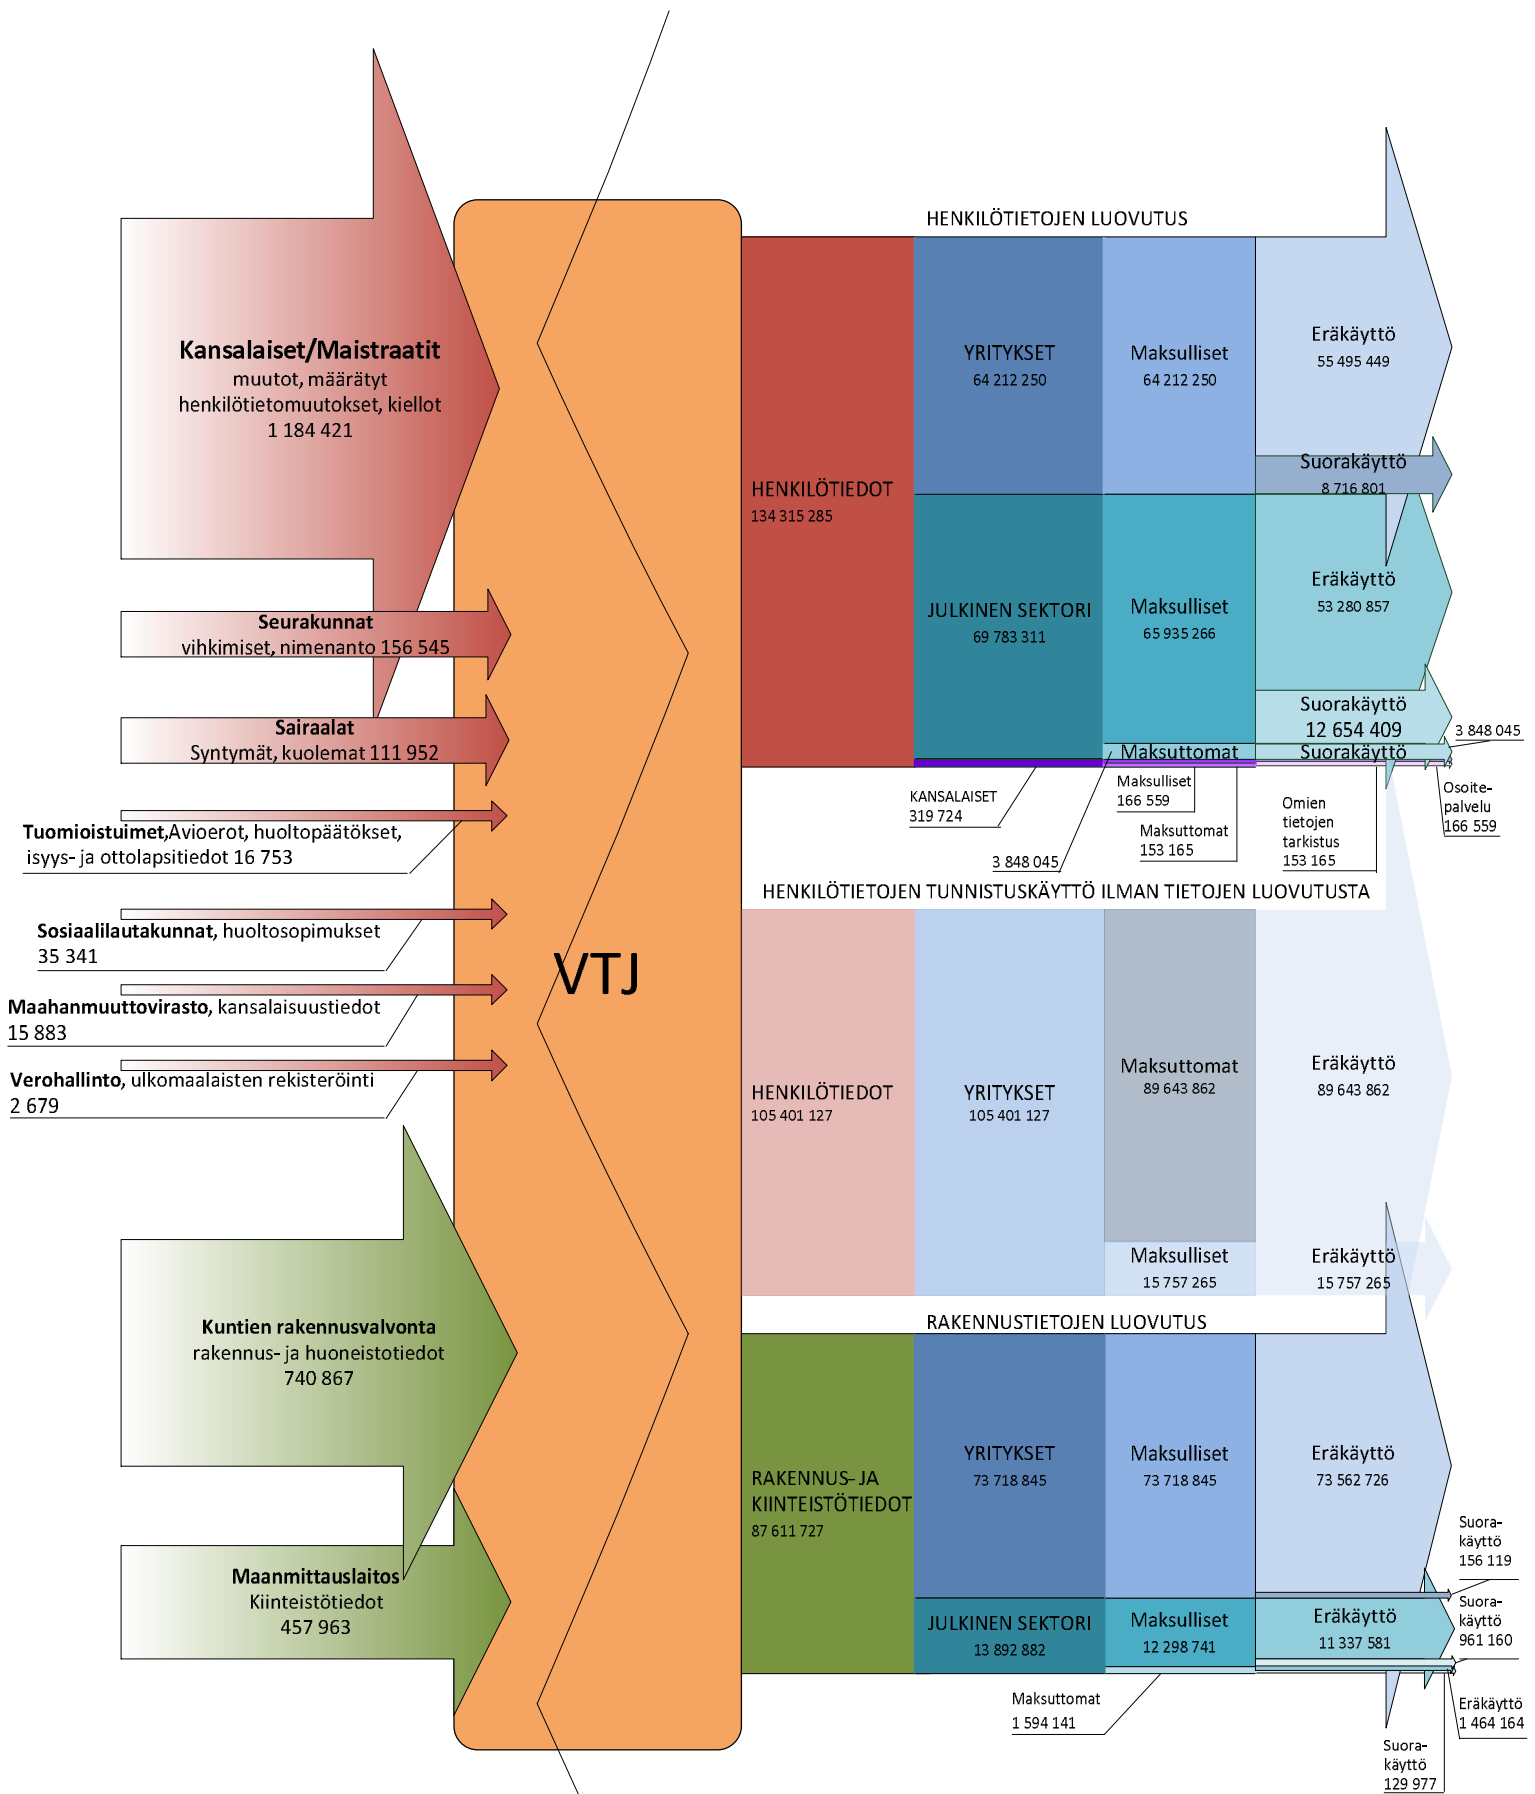 Kansalaiset/Maistraatit
muutot, määrätyt
henkilötietomuutokset, kiellot
1 184 421
Seurakunnat
vihkimiset, nimenanto 156 545
Sairaalat
Syntymät, kuolemat 111 952
Tuomioistuimet,Avioerot, huoltopäätökset,
isyys- ja ottolapsitiedot 16 753
Sosiaalilautakunnat, huoltosopimukset
35 341
Maahanmuuttovirasto, kansalaisuustiedot
15 883
Verohallinto, ulkomaalaisten rekisteröinti
2 679
Kuntien rakennusvalvonta
rakennus- ja huoneistotiedot
740 867
Maanmittauslaitos
Kiinteistötiedot
457 963
VTJ
HENKILÖTIETOJEN LUOVUTUS
HENKILÖTIEDOT
134 315 285
YRITYKSET
64 212 250
Maksulliset
64 212 250
Eräkäyttö
55 495 449
Suorakäyttö
8 716 801
JULKINEN SEKTORI
69 783 311
Maksulliset
65 935 266
Eräkäyttö
53 280 857
Suorakäyttö
12 654 409
Maksuttomat
Suorakäyttö
3 848 045
KANSALAISET
319 724
3 848 045
Maksulliset
166 559
Maksuttomat
153 165
Omien
tietojen
tarkistus
153 165
Osoite-
palvelu
166 559
HENKILÖTIETOJEN TUNNISTUSKÄYTTÖ ILMAN TIETOJEN LUOVUTUSTA
HENKILÖTIEDOT
105 401 127
YRITYKSET
105 401 127
Maksuttomat
89 643 862
Eräkäyttö
89 643 862
Maksulliset
15 757 265
Eräkäyttö
15 757 265
RAKENNUSTIETOJEN LUOVUTUS
RAKENNUS- JA
KIINTEISTÖTIEDOT
87 611 727
YRITYKSET
73 718 845
Maksulliset
73 718 845
Eräkäyttö
73 562 726
Suora-
käyttö
156 119
JULKINEN SEKTORI
13 892 882
Maksulliset
12 298 741
Eräkäyttö
11 337 581
Suora-
käyttö
961 160
Maksuttomat
1 594 141
Eräkäyttö
1 464 164
Suora-
käyttö
129 977